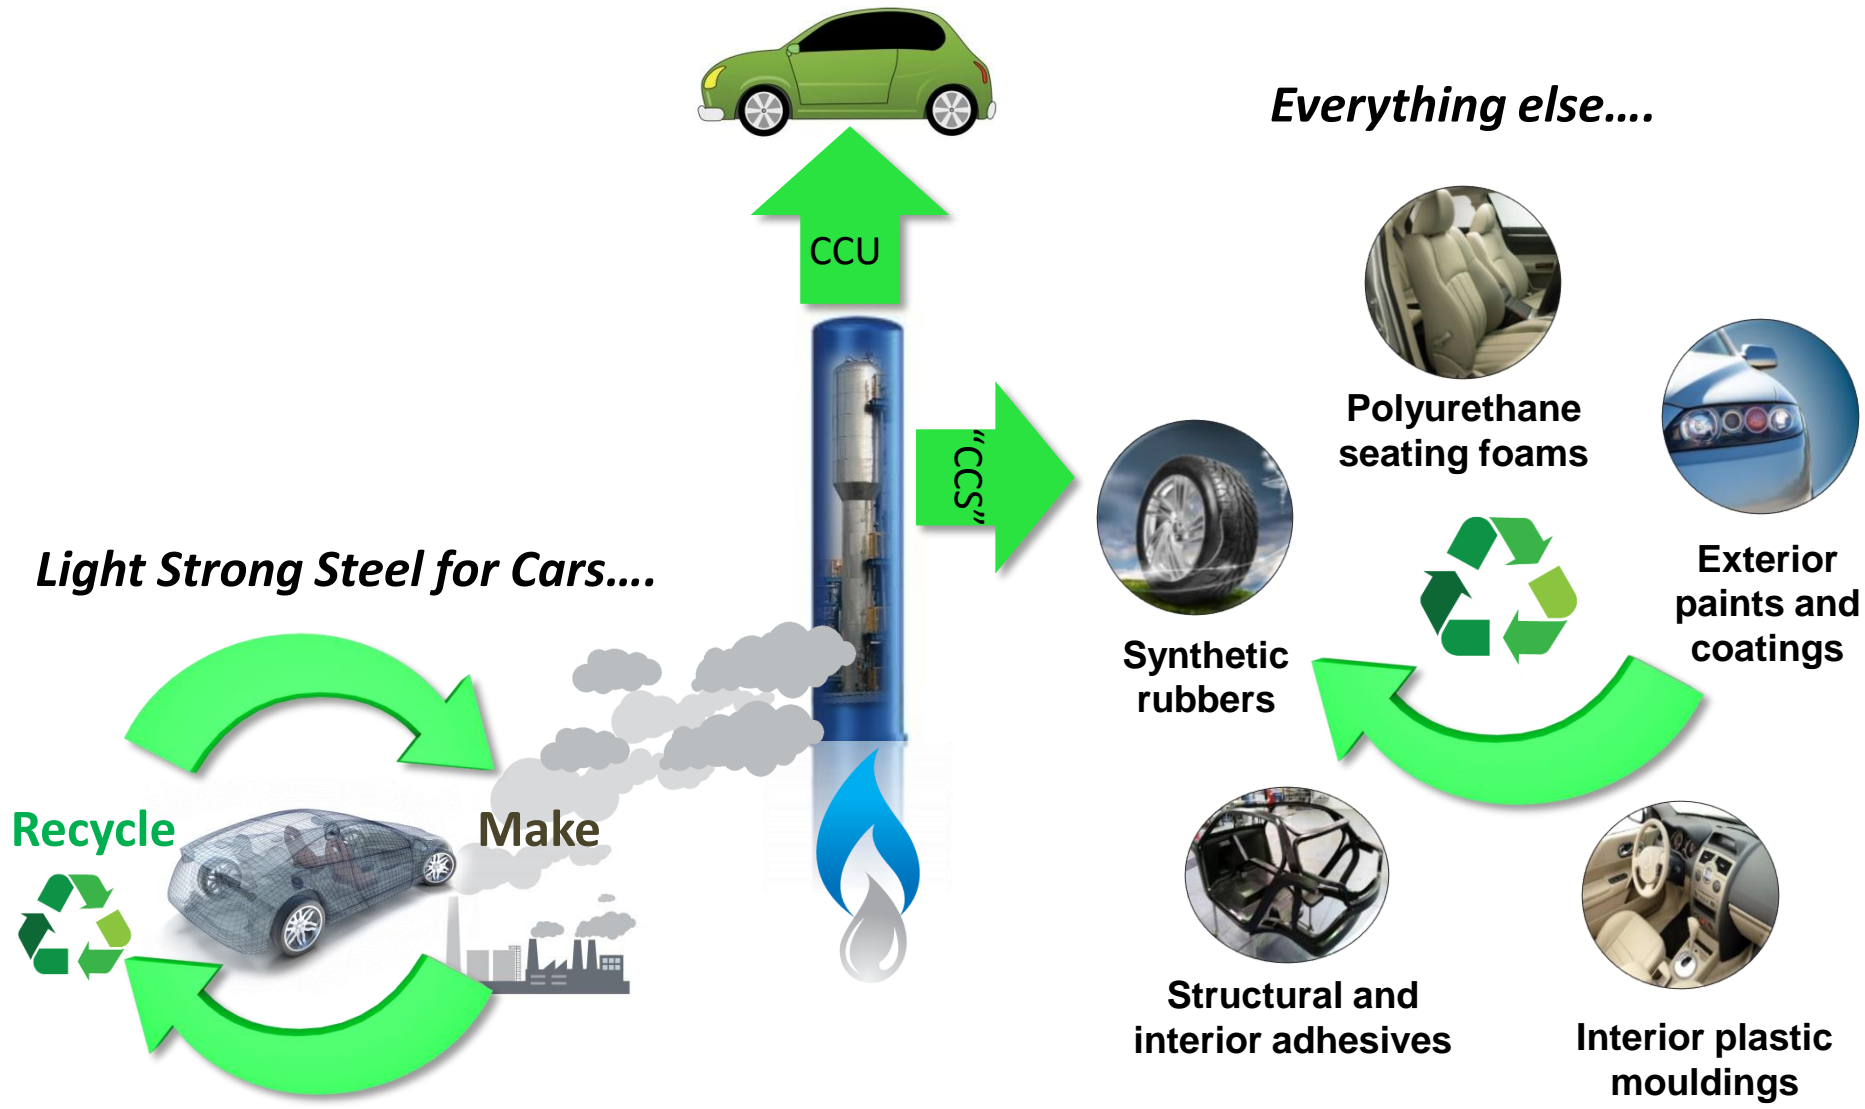 Everything else….
CCU
“CCS”
Polyurethane
seating foams
Exterior
paints and
coatings
Light Strong Steel for Cars….
Synthetic
rubbers
Recycle
Make
Structural and
interior adhesives
Interior plastic
mouldings